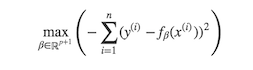 max_{β∈ℝ^{p+1}} ( − ∑_{i=1}^{n} (y^{(i)} − f_β(x^{(i)}))² )